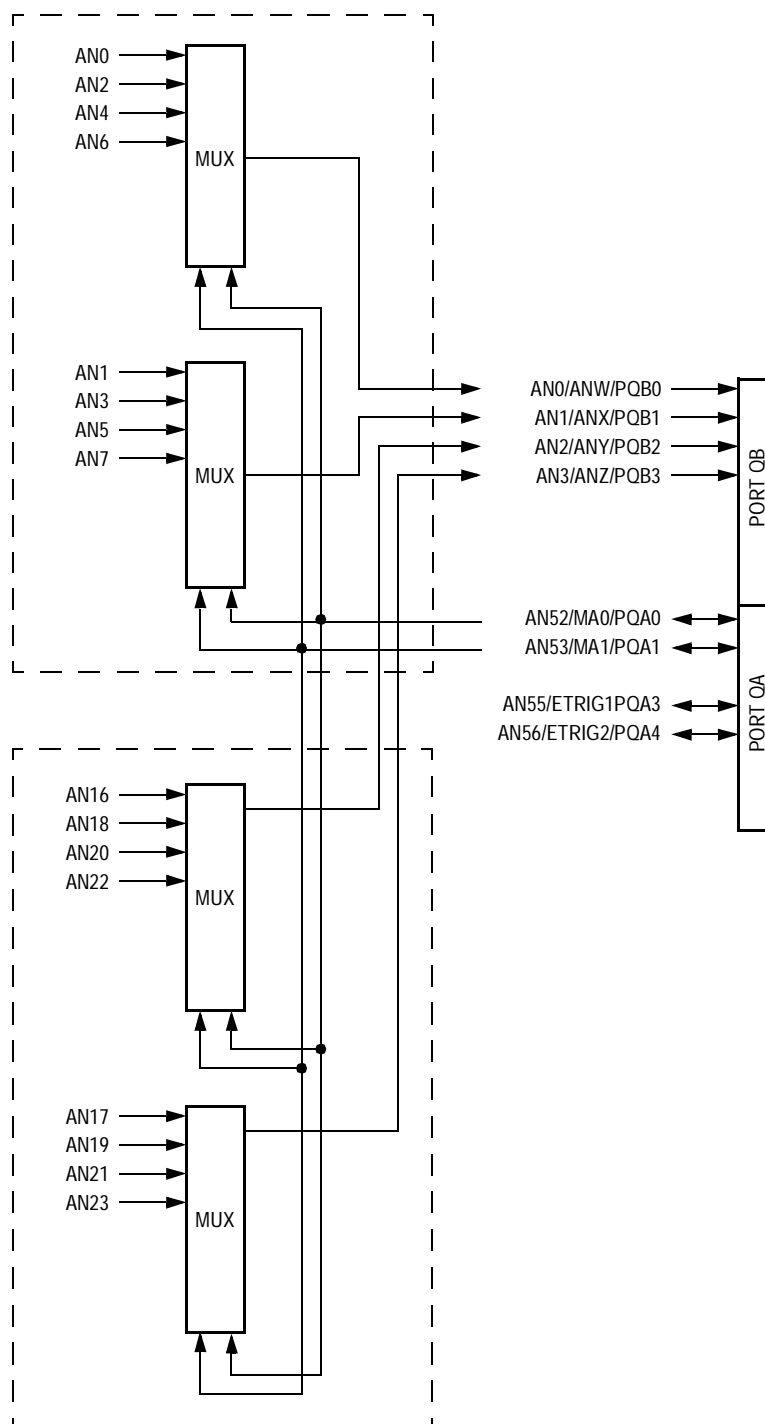 AN0
AN2
AN4
AN6
MUX
AN1
AN3
AN5
AN7
MUX
AN0/ANW/PQB0
AN1/ANX/PQB1
AN2/ANY/PQB2
AN3/ANZ/PQB3
PORT QB
AN52/MA0/PQA0
AN53/MA1/PQA1
AN55/ETRIG1PQA3
AN56/ETRIG2/PQA4
PORT QA
AN16
AN18
AN20
AN22
MUX
AN17
AN19
AN21
AN23
MUX